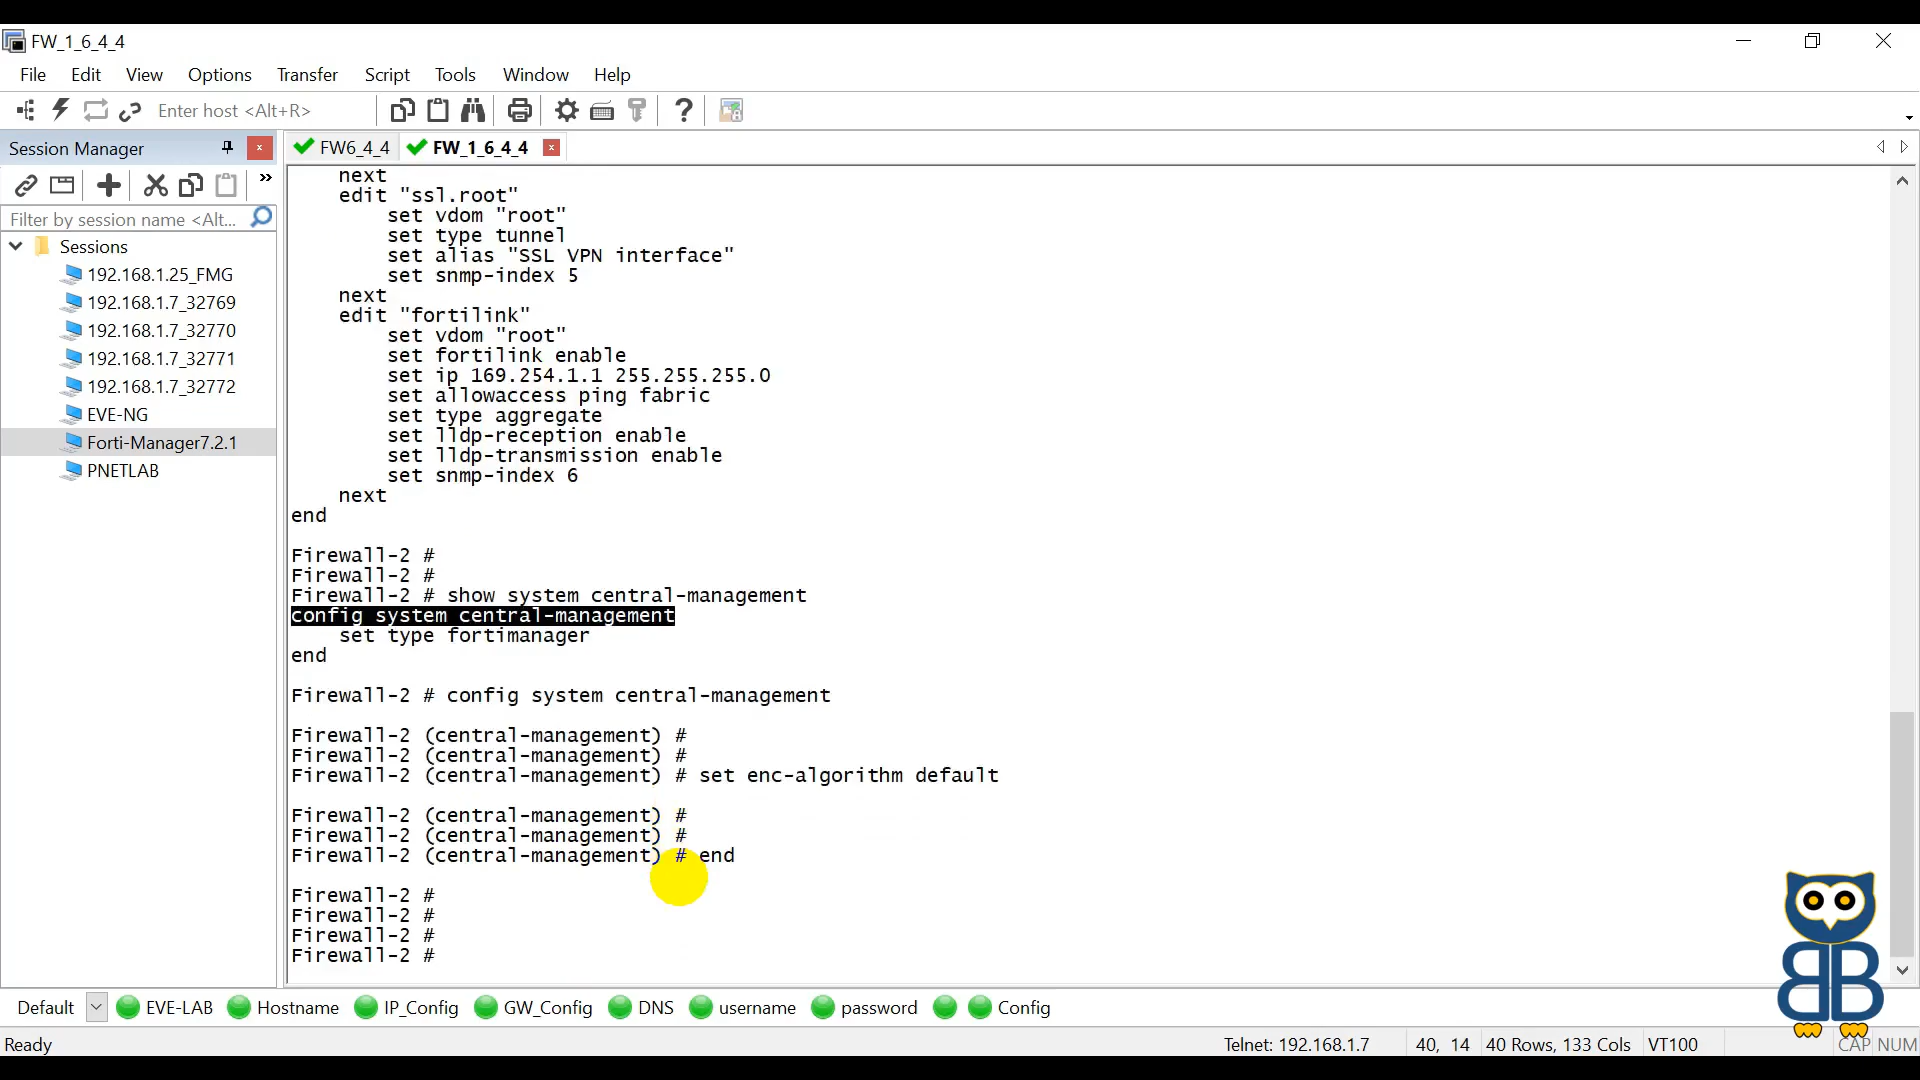 FW_1_6_4_4
File Edit View Options Transfer Script Tools Window Help
Enter host <Alt+R>
Session Manager
FW6_4_4
FW_1_6_4_4
Filter by session name <Alt...
Sessions
192.168.1.25_FMG
192.168.1.7_32769
192.168.1.7_32770
192.168.1.7_32771
192.168.1.7_32772
EVE-NG
Forti-Manager7.2.1
PNETLAB
next
edit "ssl.root"
set vdom "root"
set type tunnel
set alias "SSL VPN interface"
set snmp-index 5
next
edit "fortilink"
set vdom "root"
set fortilink enable
set ip 169.254.1.1 255.255.255.0
set allowaccess ping fabric
set type aggregate
set lldp-reception enable
set lldp-transmission enable
set snmp-index 6
next
end
Firewall-2 #
Firewall-2 #
Firewall-2 # show system central-management
config system central-management
set type fortimanager
end
Firewall-2 # config system central-management
Firewall-2 (central-management) #
Firewall-2 (central-management) #
Firewall-2 (central-management) # set enc-algorithm default
Firewall-2 (central-management) #
Firewall-2 (central-management) #
Firewall-2 (central-management) # end
Firewall-2 #
Firewall-2 #
Firewall-2 #
Firewall-2 #
Default EVE-LAB Hostname IP_Config GW_Config DNS username password Config
Ready
Telnet: 192.168.1.7 40, 14 40 Rows, 133 Cols VT100 CAP NUM